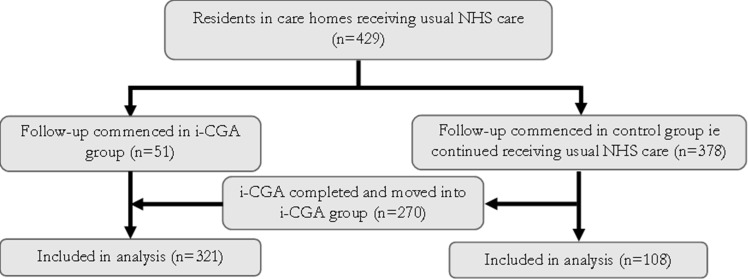 Residents in care homes receiving usual NHS care
(n=429)
Follow-up commenced in i-CGA
group (n=51)
Follow-up commenced in control group ie
continued receiving usual NHS care (n=378)
i-CGA completed and moved into
i-CGA group (n=270)
Included in analysis (n=321)
Included in analysis (n=108)